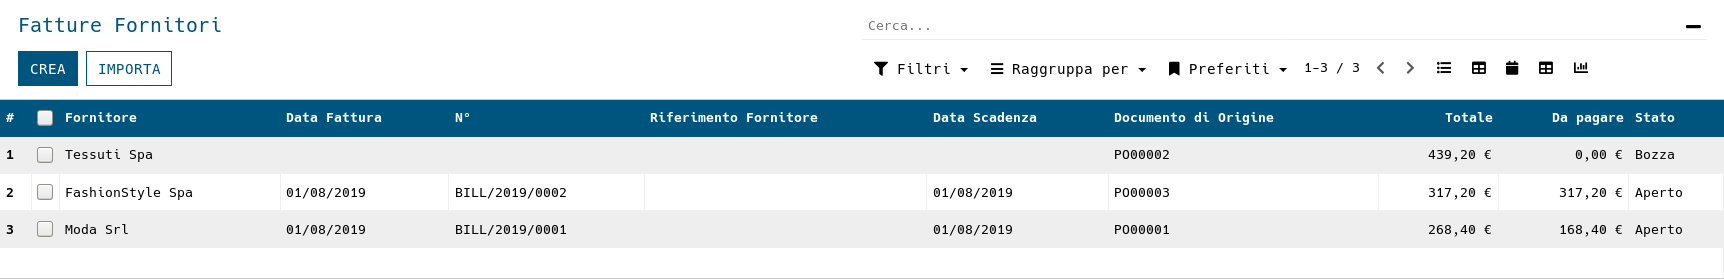 Fatture Fornitori
Cerca...
CREA IMPORTA Filtri Raggruppa per Preferiti 1-3 / 3
# Fornitore Data Fattura N° Riferimento Fornitore Data Scadenza Documento di Origine Totale Da pagare Stato
1 Tessuti Spa PO00002 439,20 € 0,00 € Bozza
2 FashionStyle Spa 01/08/2019 BILL/2019/0002 01/08/2019 PO00003 317,20 € 317,20 € Aperto
3 Moda Srl 01/08/2019 BILL/2019/0001 01/08/2019 PO00001 268,40 € 168,40 € Aperto